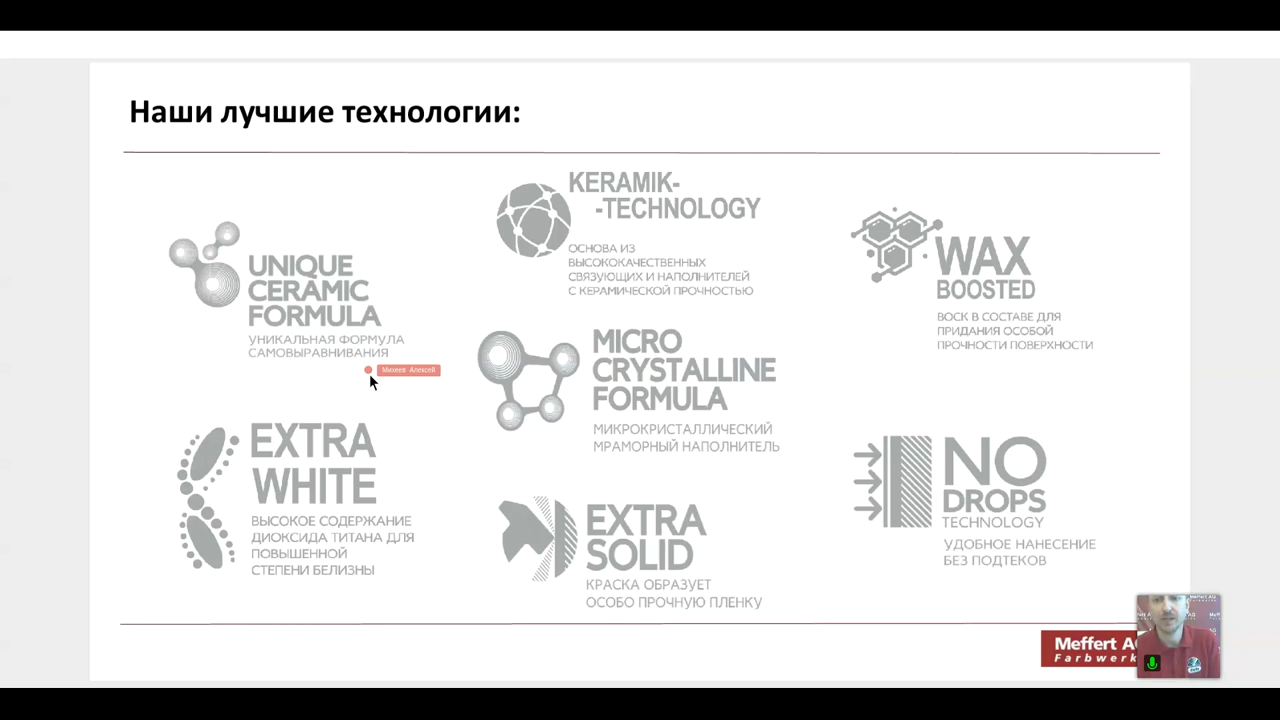 Наши лучшие технологии:
UNIQUE
CERAMIC
FORMULA
УНИКАЛЬНАЯ ФОРМУЛА
САМОВЫРАВНИВАНИЯ
Михеев Алексей
KERAMIK-
-TECHNOLOGY
ОСНОВА ИЗ
ВЫСОКОКАЧЕСТВЕННЫХ
СВЯЗУЮЩИХ И НАПОЛНИТЕЛЕЙ
С КЕРАМИЧЕСКОЙ ПРОЧНОСТЬЮ
WAX
BOOSTED
ВОСК В СОСТАВЕ ДЛЯ
ПРИДАНИЯ ОСОБОЙ
ПРОЧНОСТИ ПОВЕРХНОСТИ
MICRO
CRYSTALLINE
FORMULA
МИКРОКРИСТАЛЛИЧЕСКИЙ
МРАМОРНЫЙ НАПОЛНИТЕЛЬ
EXTRA
WHITE
ВЫСОКОЕ СОДЕРЖАНИЕ
ДИОКСИДА ТИТАНА ДЛЯ
ПОВЫШЕННОЙ
СТЕПЕНИ БЕЛИЗНЫ
EXTRA
SOLID
КРАСКА ОБРАЗУЕТ
ОСОБО ПРОЧНУЮ ПЛЕНКУ
NO
DROPS
TECHNOLOGY
УДОБНОЕ НАНЕСЕНИЕ
БЕЗ ПОДТЕКОВ
Meffert A
Farbwerk